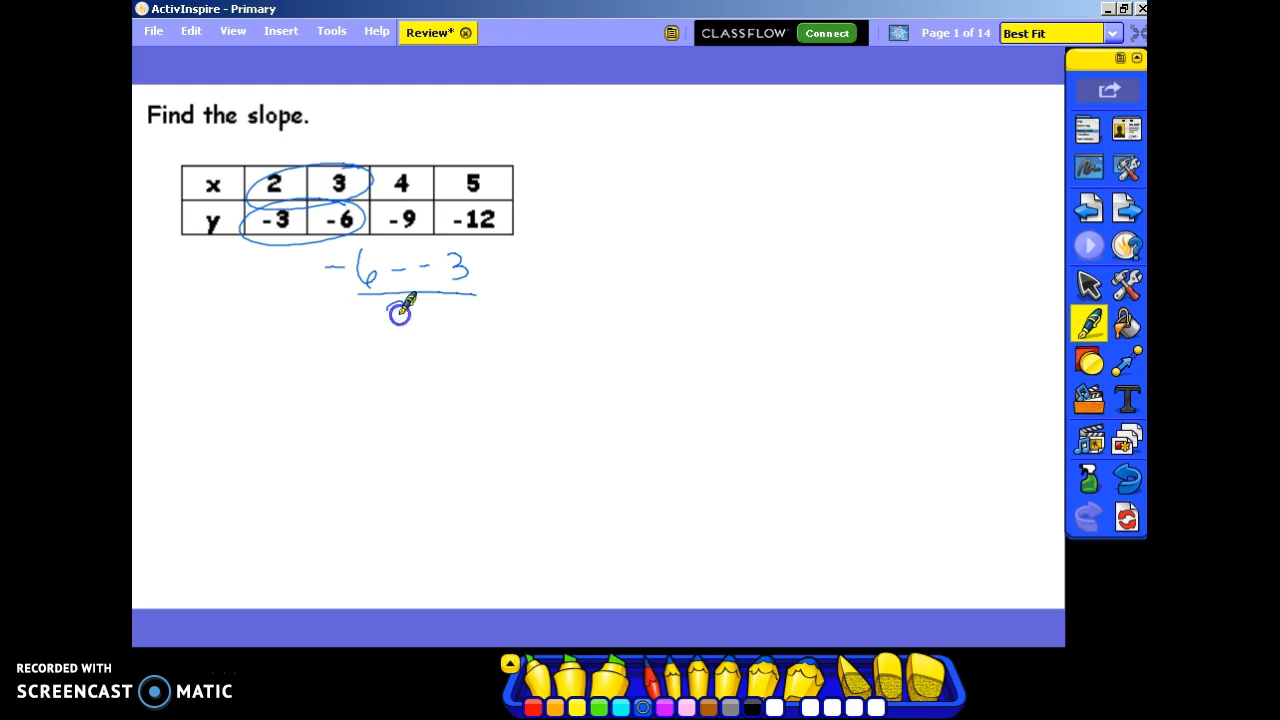 ActivInspire - Primary
File Edit View Insert Tools Help Review* CLASSFLOW Connect Page 1 of 14 Best Fit
Find the slope.
x 2 3 4 5
y -3 -6 -9 -12
-6 - -3
RECORDED WITH
SCREENCAST MATIC